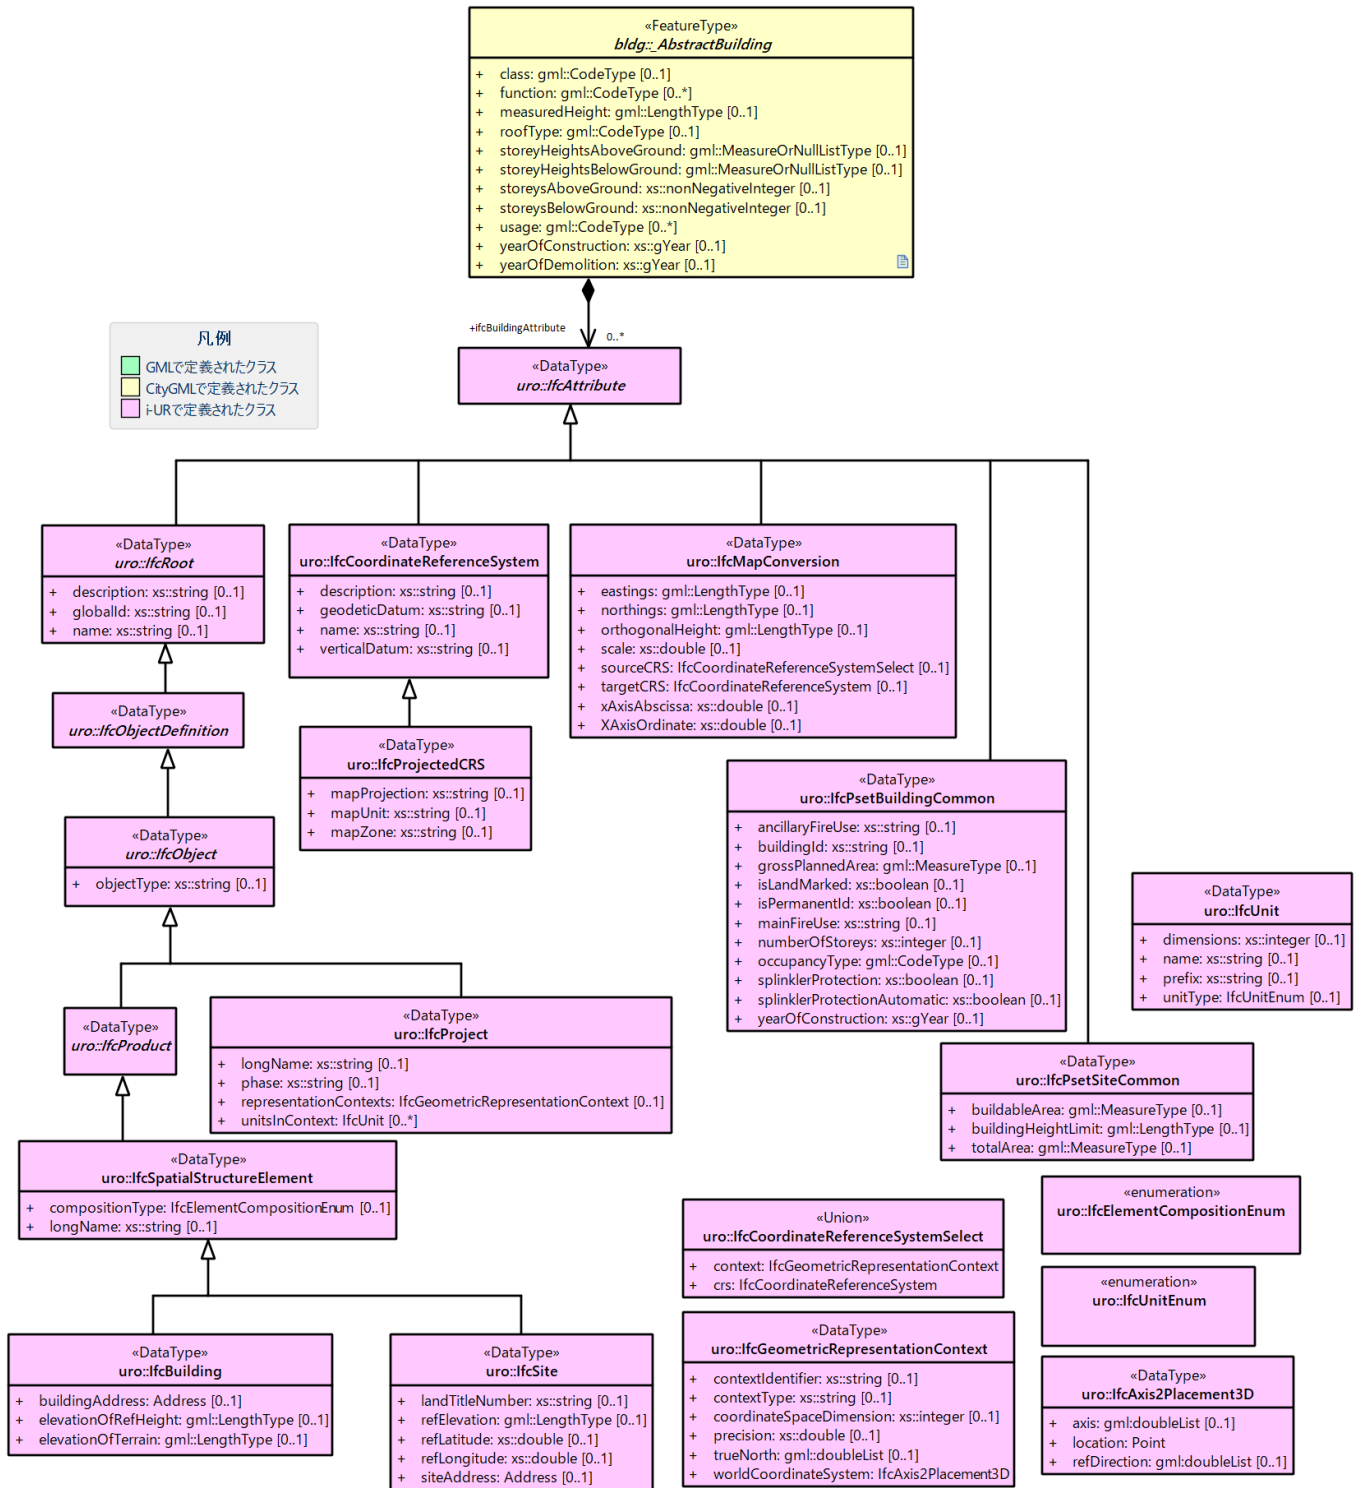 «FeatureType»
bldg::_AbstractBuilding
+ class: gml::CodeType [0..1]
+ function: gml::CodeType [0..*]
+ measuredHeight: gml::LengthType [0..1]
+ roofType: gml::CodeType [0..1]
+ storeyHeightsAboveGround: gml::MeasureOrNullListType [0..1]
+ storeyHeightsBelowGround: gml::MeasureOrNullListType [0..1]
+ storeysAboveGround: xs::nonNegativeInteger [0..1]
+ storeysBelowGround: xs::nonNegativeInteger [0..1]
+ usage: gml::CodeType [0..*]
+ yearOfConstruction: xs::gYear [0..1]
+ yearOfDemolition: xs::gYear [0..1]
+ifcBuildingAttribute
0..*
凡例
GMLで定義されたクラス
CityGMLで定義されたクラス
i-URで定義されたクラス
«DataType»
uro::IfcAttribute
«DataType»
uro::IfcRoot
+ description: xs::string [0..1]
+ globalId: xs::string [0..1]
+ name: xs::string [0..1]
«DataType»
uro::IfcCoordinateReferenceSystem
+ description: xs::string [0..1]
+ geodeticDatum: xs::string [0..1]
+ name: xs::string [0..1]
+ verticalDatum: xs::string [0..1]
«DataType»
uro::IfcMapConversion
+ eastings: gml::LengthType [0..1]
+ northings: gml::LengthType [0..1]
+ orthogonalHeight: gml::LengthType [0..1]
+ scale: xs::double [0..1]
+ sourceCRS: IfcCoordinateReferenceSystemSelect [0..1]
+ targetCRS: IfcCoordinateReferenceSystem [0..1]
+ xAxisAbscissa: xs::double [0..1]
+ XAxisOrdinate: xs::double [0..1]
«DataType»
uro::IfcObjectDefinition
«DataType»
uro::IfcProjectedCRS
+ mapProjection: xs::string [0..1]
+ mapUnit: xs::string [0..1]
+ mapZone: xs::string [0..1]
«DataType»
uro::IfcPsetBuildingCommon
+ ancillaryFireUse: xs::string [0..1]
+ buildingId: xs::string [0..1]
+ grossPlannedArea: gml::MeasureType [0..1]
+ isLandMarked: xs::boolean [0..1]
+ isPermanentId: xs::boolean [0..1]
+ mainFireUse: xs::string [0..1]
+ numberOfStoreys: xs::integer [0..1]
+ occupancyType: gml::CodeType [0..1]
+ splinklerProtection: xs::boolean [0..1]
+ splinklerProtectionAutomatic: xs::boolean [0..1]
+ yearOfConstruction: xs::gYear [0..1]
«DataType»
uro::IfcObject
+ objectType: xs::string [0..1]
«DataType»
uro::IfcUnit
+ dimensions: xs::integer [0..1]
+ name: xs::string [0..1]
+ prefix: xs::string [0..1]
+ unitType: IfcUnitEnum [0..1]
«DataType»
uro::IfcProduct
«DataType»
uro::IfcProject
+ longName: xs::string [0..1]
+ phase: xs::string [0..1]
+ representationContexts: IfcGeometricRepresentationContext [0..1]
+ unitsInContext: IfcUnit [0..*]
«DataType»
uro::IfcPsetSiteCommon
+ buildableArea: gml::MeasureType [0..1]
+ buildingHeightLimit: gml::LengthType [0..1]
+ totalArea: gml::MeasureType [0..1]
«DataType»
uro::IfcSpatialStructureElement
+ compositionType: IfcElementCompositionEnum [0..1]
+ longName: xs::string [0..1]
«Union»
uro::IfcCoordinateReferenceSystemSelect
+ context: IfcGeometricRepresentationContext
+ crs: IfcCoordinateReferenceSystem
«enumeration»
uro::IfcElementCompositionEnum
«enumeration»
uro::IfcUnitEnum
«DataType»
uro::IfcBuilding
+ buildingAddress: Address [0..1]
+ elevationOfRefHeight: gml::LengthType [0..1]
+ elevationOfTerrain: gml::LengthType [0..1]
«DataType»
uro::IfcSite
+ landTitleNumber: xs::string [0..1]
+ refElevation: gml::LengthType [0..1]
+ refLatitude: xs::double [0..1]
+ refLongitude: xs::double [0..1]
+ siteAddress: Address [0..1]
«DataType»
uro::IfcGeometricRepresentationContext
+ contextIdentifier: xs::string [0..1]
+ contextType: xs::string [0..1]
+ coordinateSpaceDimension: xs::integer [0..1]
+ precision: xs::double [0..1]
+ trueNorth: gml::doubleList [0..1]
+ worldCoordinateSystem: IfcAxis2Placement3D
«DataType»
uro::IfcAxis2Placement3D
+ axis: gml:doubleList [0..1]
+ location: Point
+ refDirection: gml:doubleList [0..1]